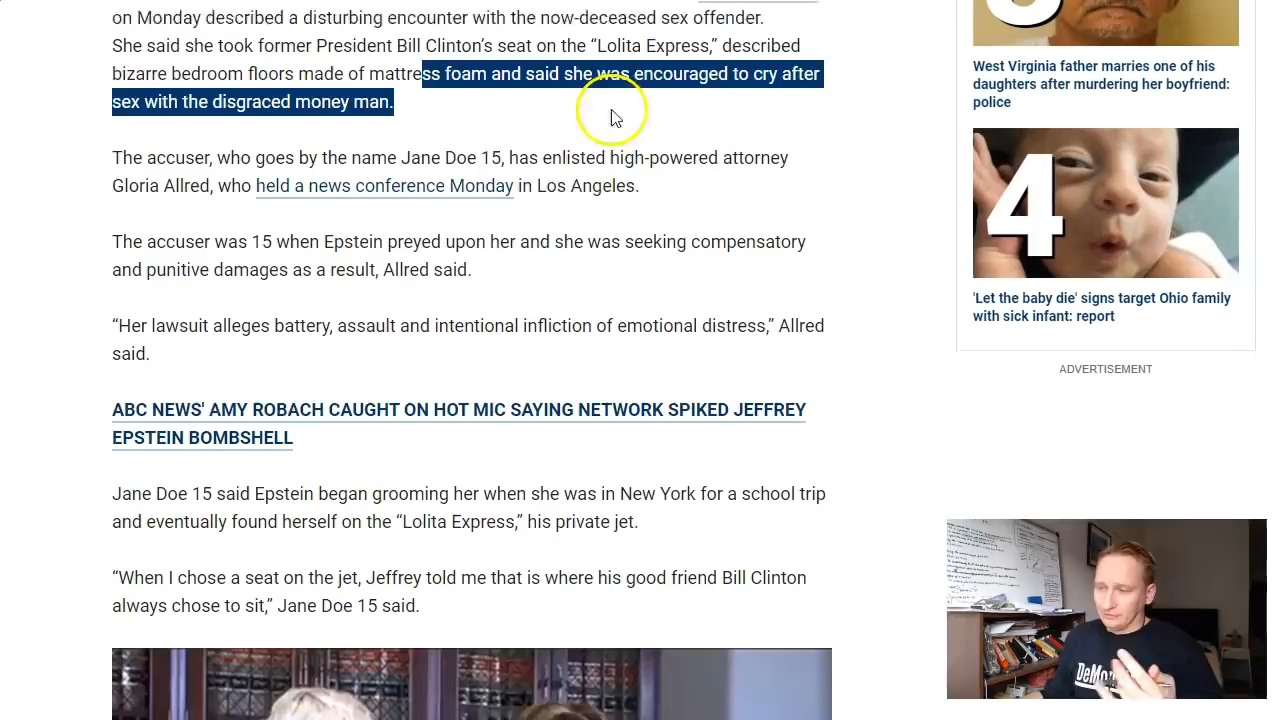 on Monday described a disturbing encounter with the now-deceased sex offender.
She said she took former President Bill Clinton’s seat on the “Lolita Express,” described
bizarre bedroom floors made of mattress foam and said she was encouraged to cry after
sex with the disgraced money man.
The accuser, who goes by the name Jane Doe 15, has enlisted high-powered attorney
Gloria Allred, who held a news conference Monday in Los Angeles.
The accuser was 15 when Epstein preyed upon her and she was seeking compensatory
and punitive damages as a result, Allred said.
“Her lawsuit alleges battery, assault and intentional infliction of emotional distress,” Allred
said.
ABC NEWS' AMY ROBACH CAUGHT ON HOT MIC SAYING NETWORK SPIKED JEFFREY
EPSTEIN BOMBSHELL
Jane Doe 15 said Epstein began grooming her when she was in New York for a school trip
and eventually found herself on the “Lolita Express,” his private jet.
“When I chose a seat on the jet, Jeffrey told me that is where his good friend Bill Clinton
always chose to sit,” Jane Doe 15 said.
West Virginia father marries one of his
daughters after murdering her boyfriend:
police
4
'Let the baby die' signs target Ohio family
with sick infant: report
ADVERTISEMENT